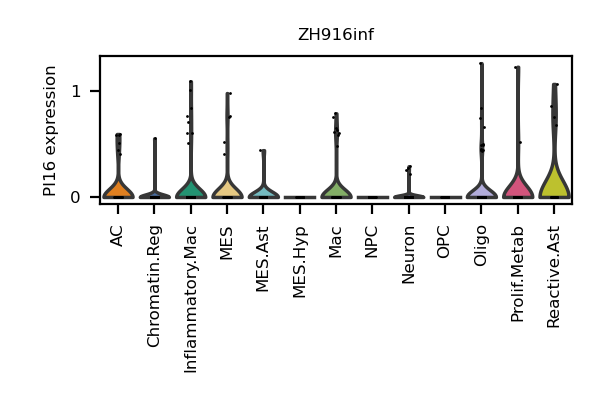 ZH916inf
PI16 expression
1
0
AC
Chromatin.Reg
Inflammatory.Mac
MES
MES.Ast
MES.Hyp
Mac
NPC
Neuron
OPC
Oligo
Prolif.Metab
Reactive.Ast